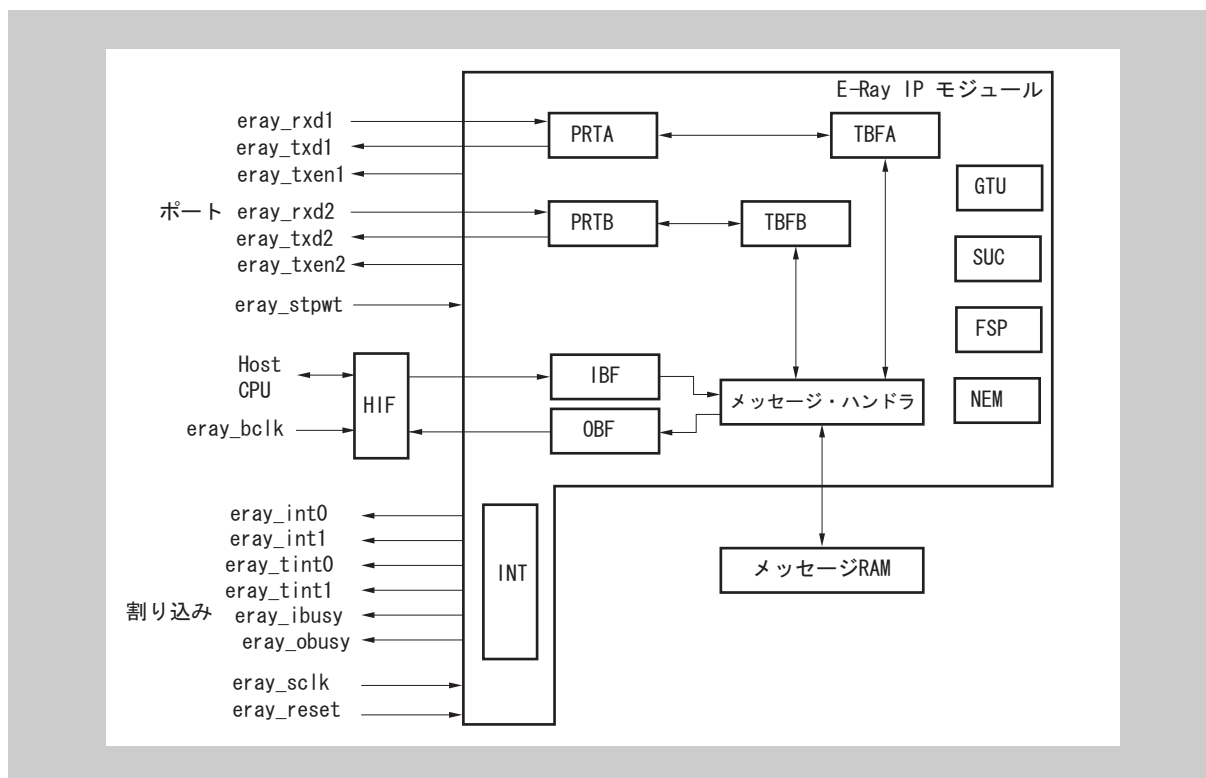 E-Ray IP モジュール
eray_rxd1
eray_txd1
eray_txen1
PRTA
TBFA
GTU
ポート
eray_rxd2
eray_txd2
eray_txen2
PRTB
TBFB
SUC
eray_stpwt
FSP
Host
CPU
eray_bclk
HIF
IBF
OBF
メッセージ・ハンドラ
NEM
eray_int0
eray_int1
eray_tint0
eray_tint1
割り込み
eray_ibusy
eray_obusy
INT
メッセージRAM
eray_sclk
eray_reset